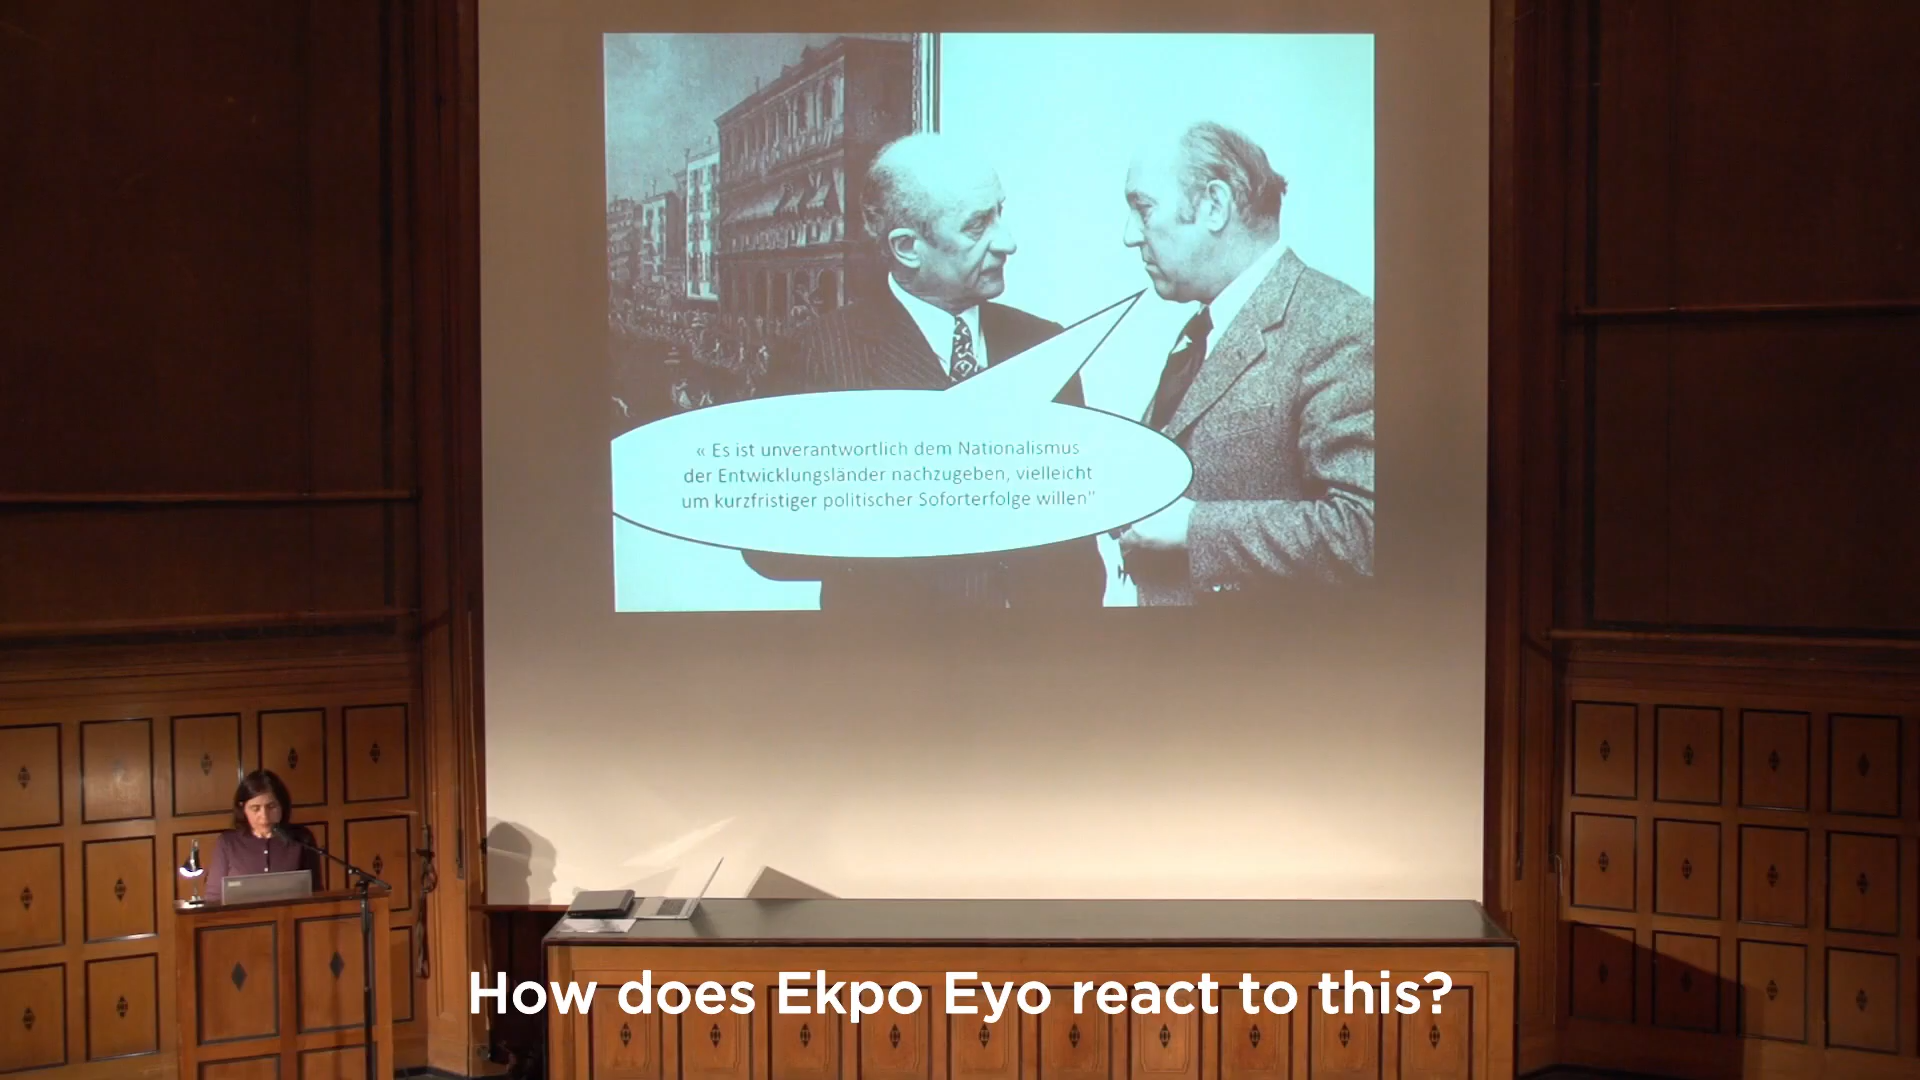 « Es ist unverantwortlich dem Nationalismus
der Entwicklungsländer nachzugeben, vielleicht
um kurzfristiger politischer Soforterfolge willen"
How does Ekpo Eyo react to this?